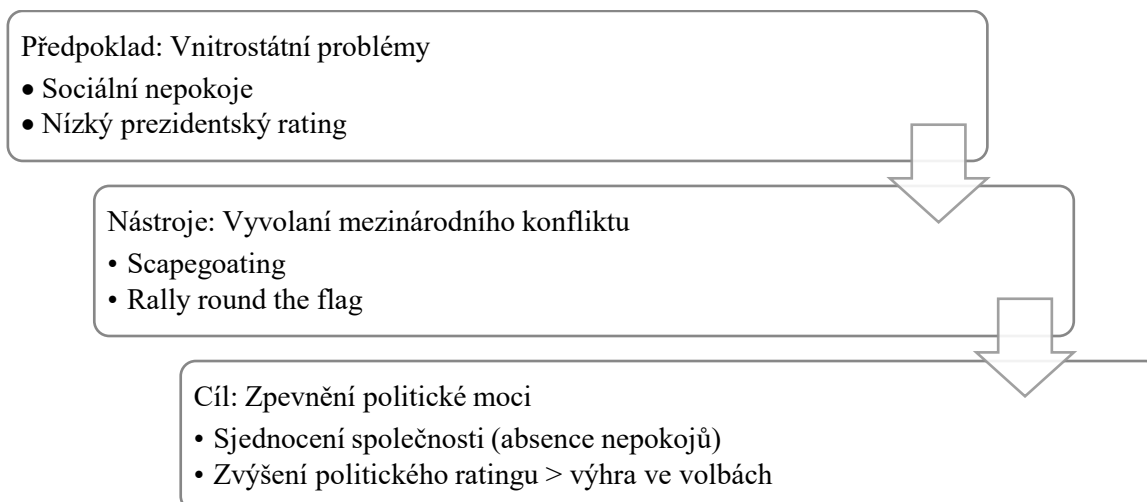 Předpoklad: Vnitrostátní problémy
• Sociální nepokoje
• Nízký prezidentský rating
Nástroje: Vyvolaní mezinárodního konfliktu
• Scapegoating
• Rally round the flag
Cíl: Zpevnění politické moci
• Sjednocení společnosti (absence nepokojů)
• Zvýšení politického ratingu > výhra ve volbách